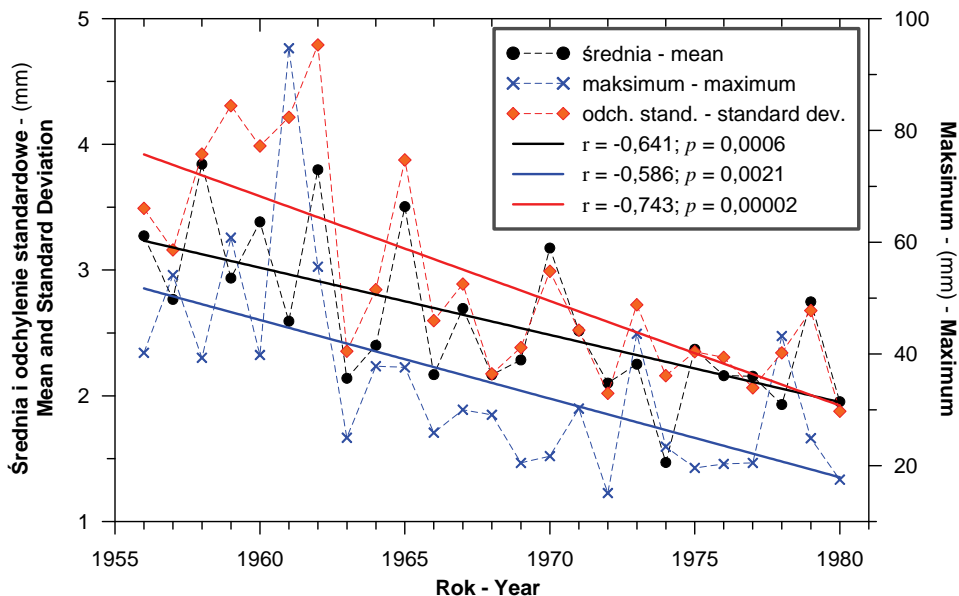 Średnia i odchylenie standardowe - (mm)
Mean and Standard Deviation
5
4
3
2
1
średnia - mean
maksimum - maximum
odch. stand. - standard dev.
r = -0,641; p = 0,0006
r = -0,586; p = 0,0021
r = -0,743; p = 0,00002
100
80
60
40
20
Maksimum - (mm) - Maximum
1955 1960 1965 1970 1975 1980
Rok - Year